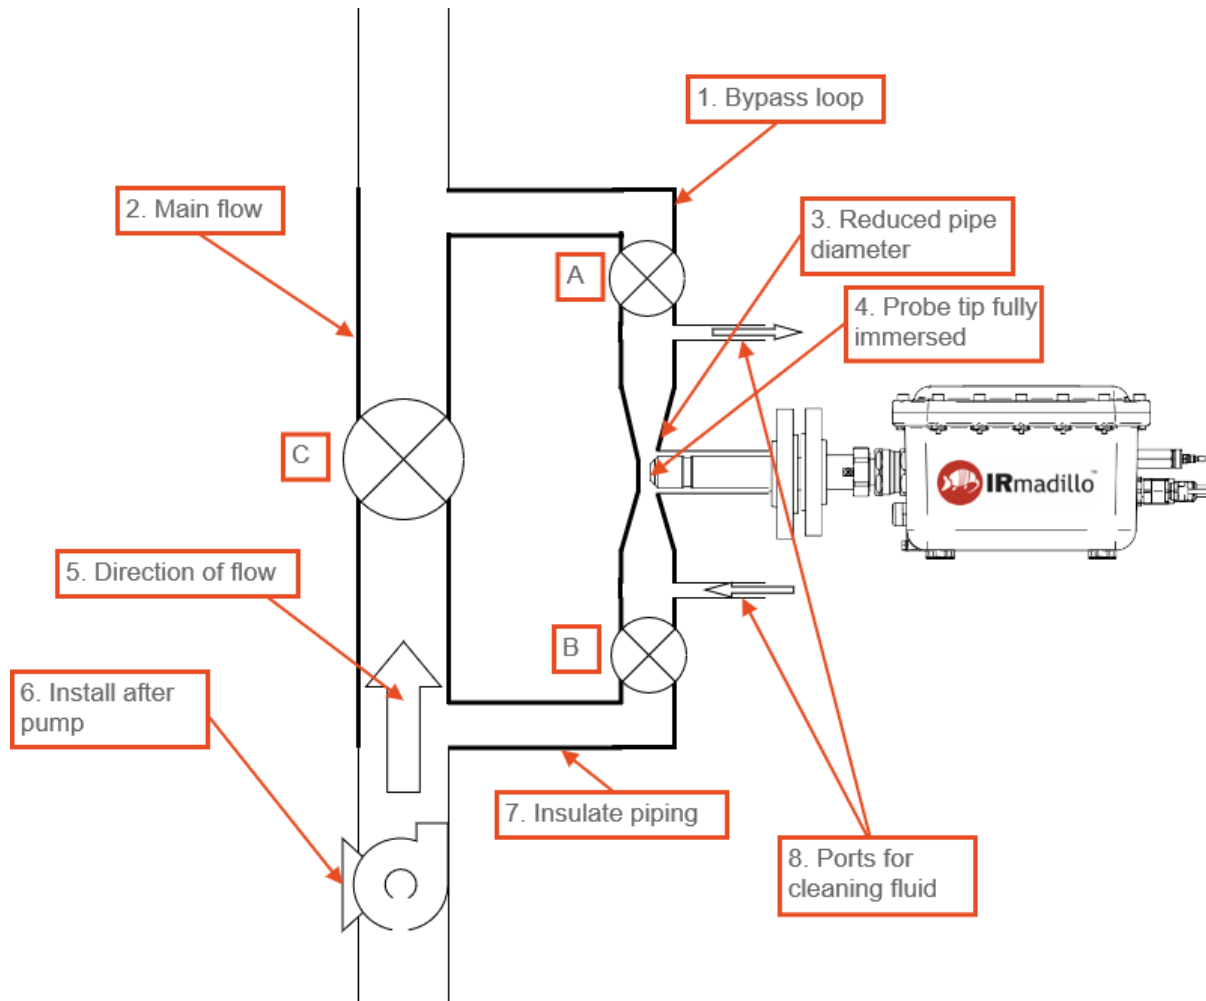 1. Bypass loop
2. Main flow
3. Reduced pipe
diameter
A
4. Probe tip fully
immersed
C
IRmadillo™
5. Direction of flow
B
6. Install after
pump
7. Insulate piping
8. Ports for
cleaning fluid